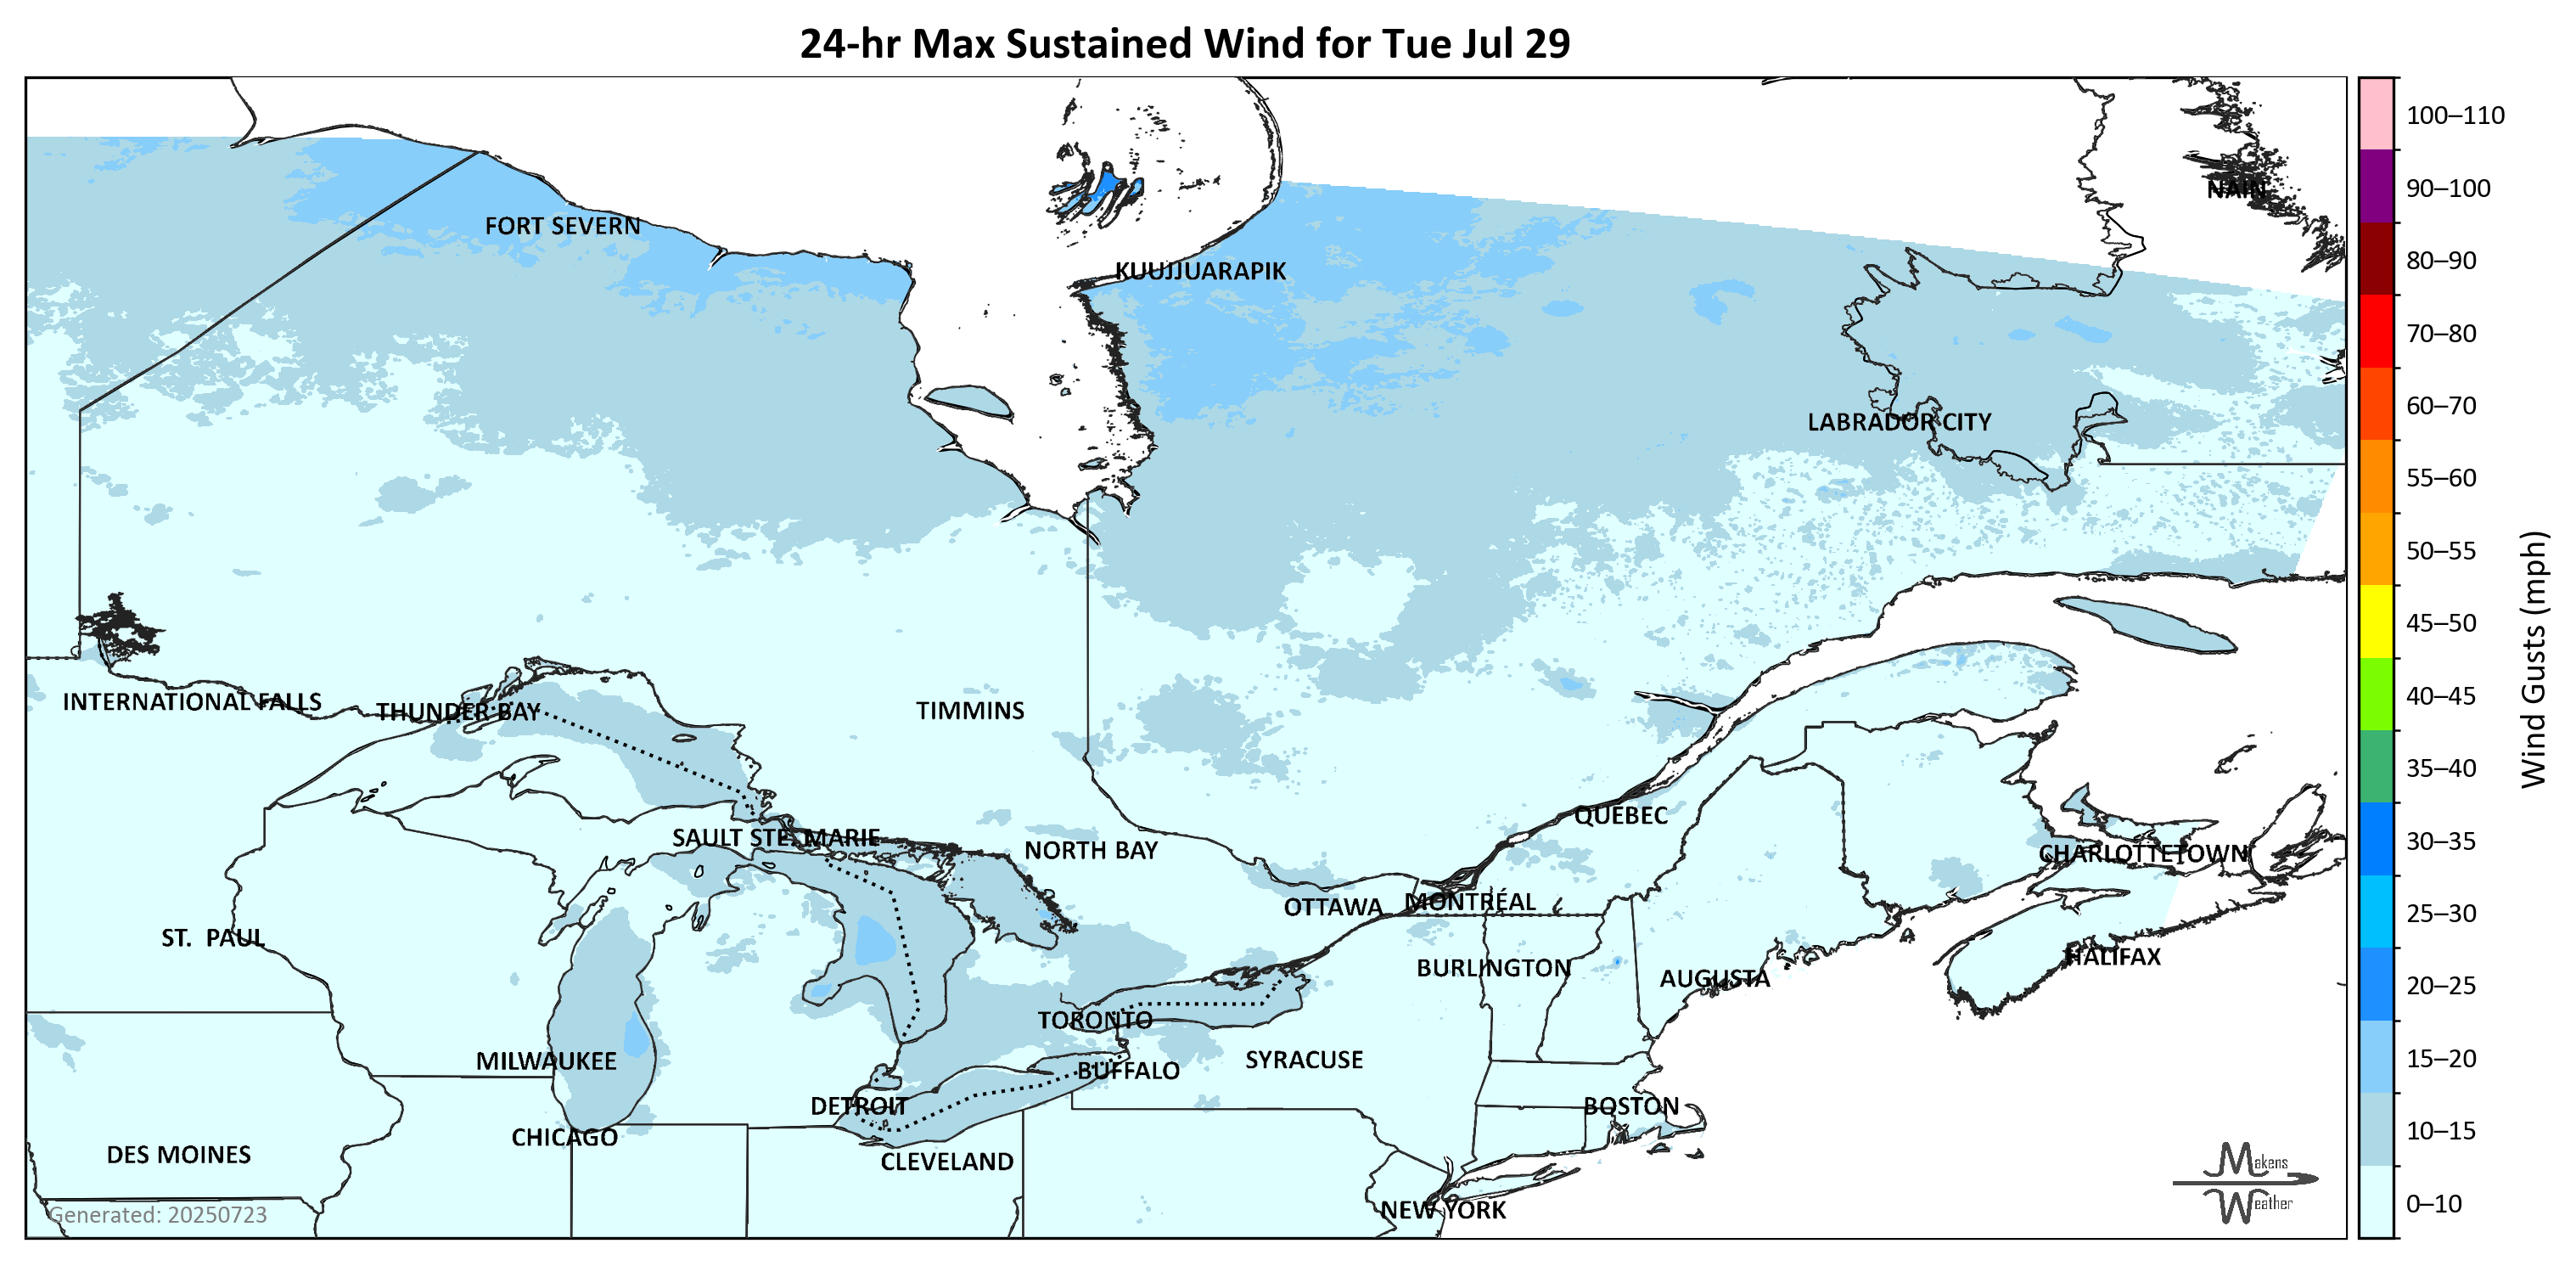 24-hr Max Sustained Wind for Tue Jul 29
100–110
90–100
NAIN
FORT SEVERN
80–90
KUUJJUARAPIK
70–80
60–70
LABRADOR CITY
55–60
50–55
45–50
Wind Gusts (mph)
40–45
INTERNATIONAL FALLS
THUNDER BAY
TIMMINS
35–40
QUÉBEC
30–35
SAULT STE. MARIE
NORTH BAY
CHARLOTTETOWN
OTTAWA
MONTRÉAL
25–30
ST. PAUL
HALIFAX
BURLINGTON
AUGUSTA
20–25
TORONTO
MILWAUKEE
SYRACUSE
15–20
BUFFALO
DETROIT
BOSTON
CHICAGO
10–15
DES MOINES
CLEVELAND
Makens
Weather
0–10
NEW YORK
Generated: 20250723